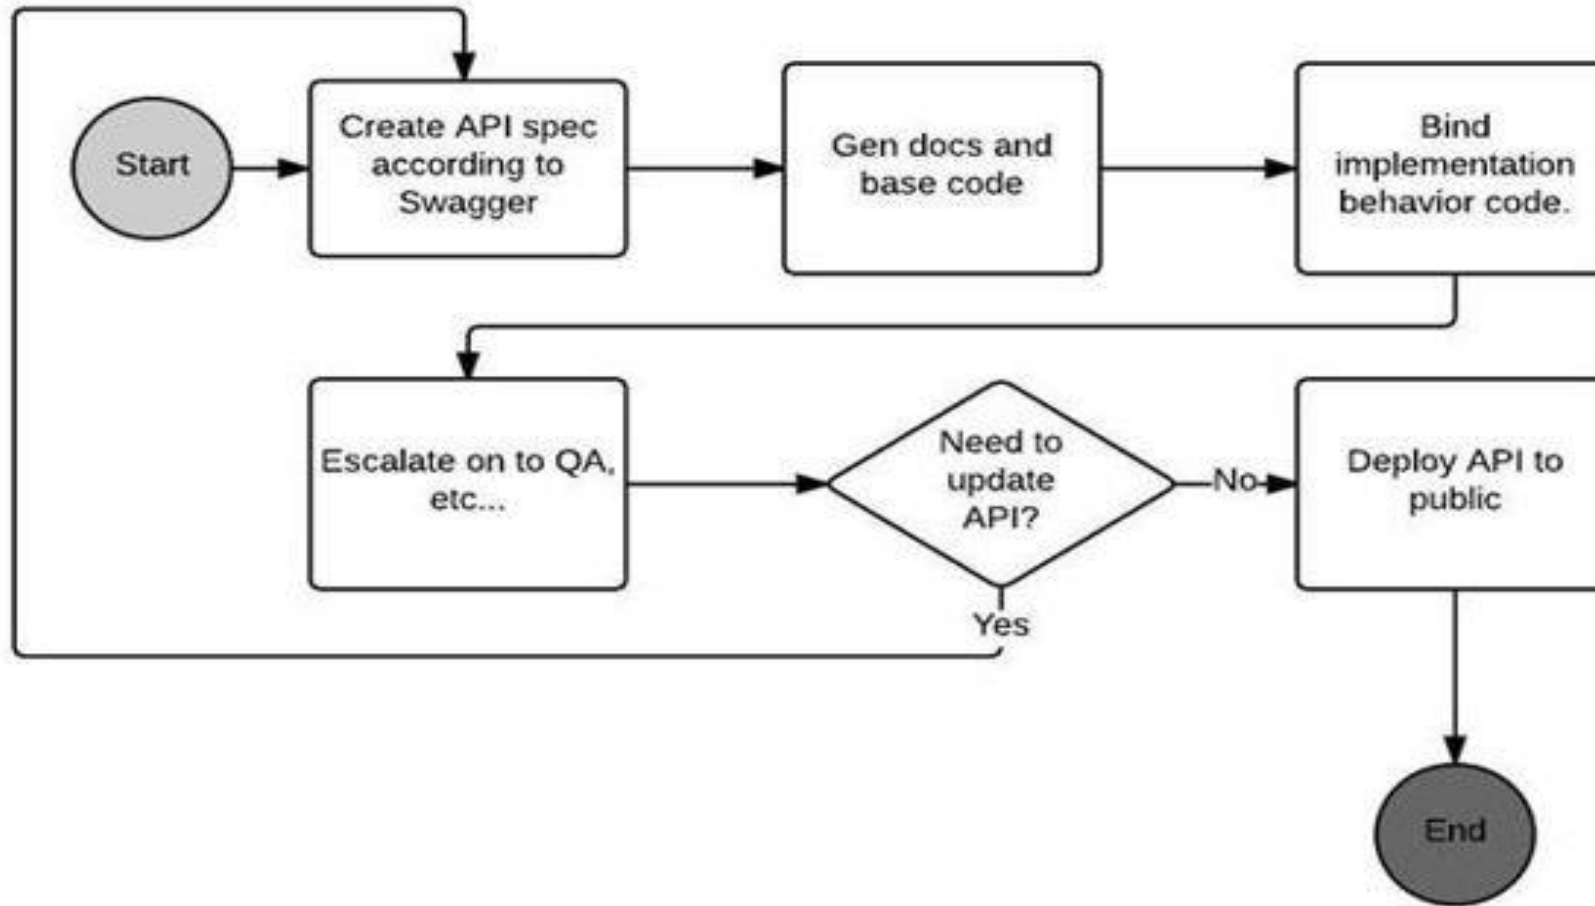 Start
Create API spec
according to
Swagger
Gen docs and
base code
Bind
implementation
behavior code.
Escalate on to QA,
etc...
Need to
update
API?
No
Deploy API to
public
Yes
End